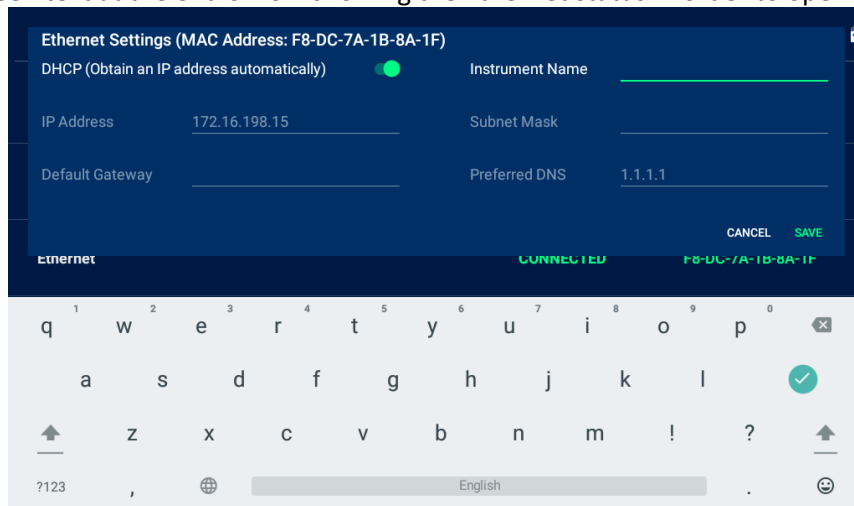 Ethernet Settings (MAC Address: F8-DC-7A-1B-8A-1F)
DHCP (Obtain an IP address automatically) Instrument Name
IP Address 172.16.198.15 Subnet Mask
Default Gateway Preferred DNS 1.1.1.1
CANCEL SAVE
Ethernet CONNECTED F8-DC-7A-1B-8A-1F
q 1 w 2 e 3 r 4 t 5 y 6 u 7 i 8 o 9 p 0
a s d f g h j k l
z x c v b n m ! ?
?123 , English .